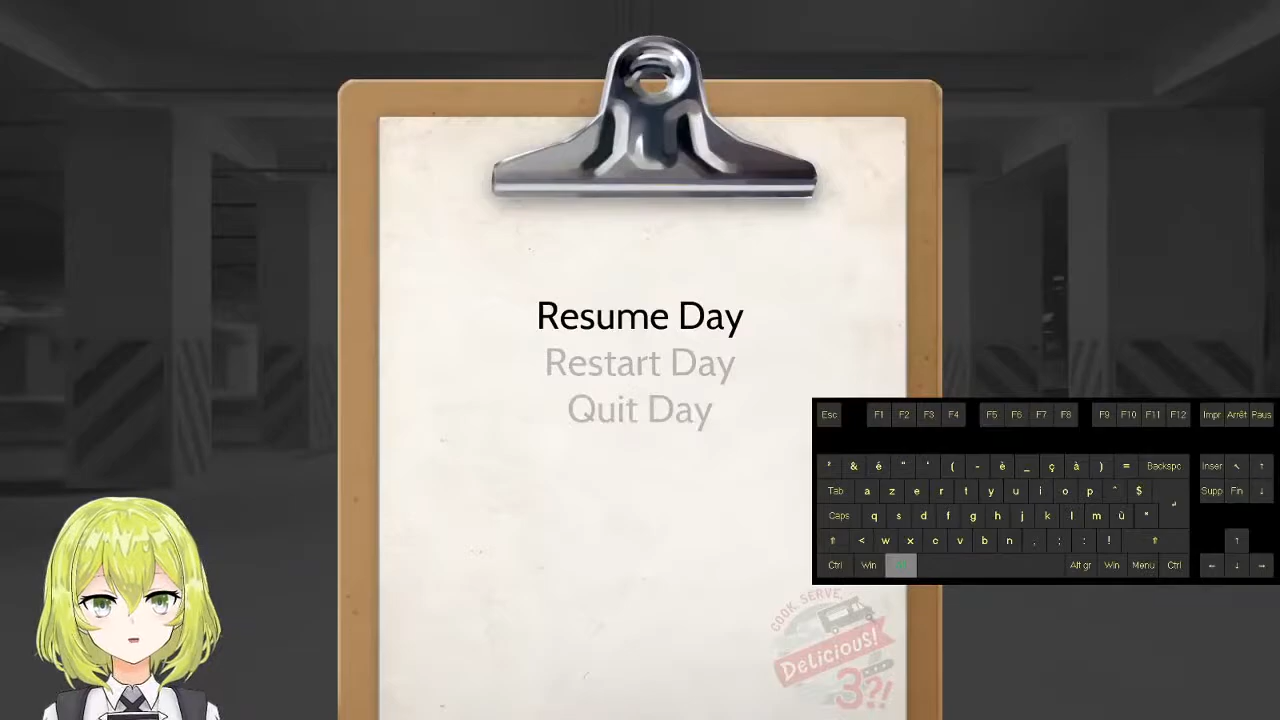 Resume Day
Restart Day
Quit Day
Esc F1 F2 F3 F4 F5 F6 F7 F8 F9 F10 F11 F12 Impr Arrêt Paus
² & é " ' ( - è _ ç à ) = Backspc Inser ↖ ↑
Tab a z e r t y u i o p ^ $ Supp Fin ↓
Caps q s d f g h j k l m ù * ↲
⇧ < w x c v b n . : : ! ⇧ ↑
Ctrl Win Alt Alt gr Win Menu Ctrl ← ↓ →
COOK, SERVE,
Delicious!
3?!